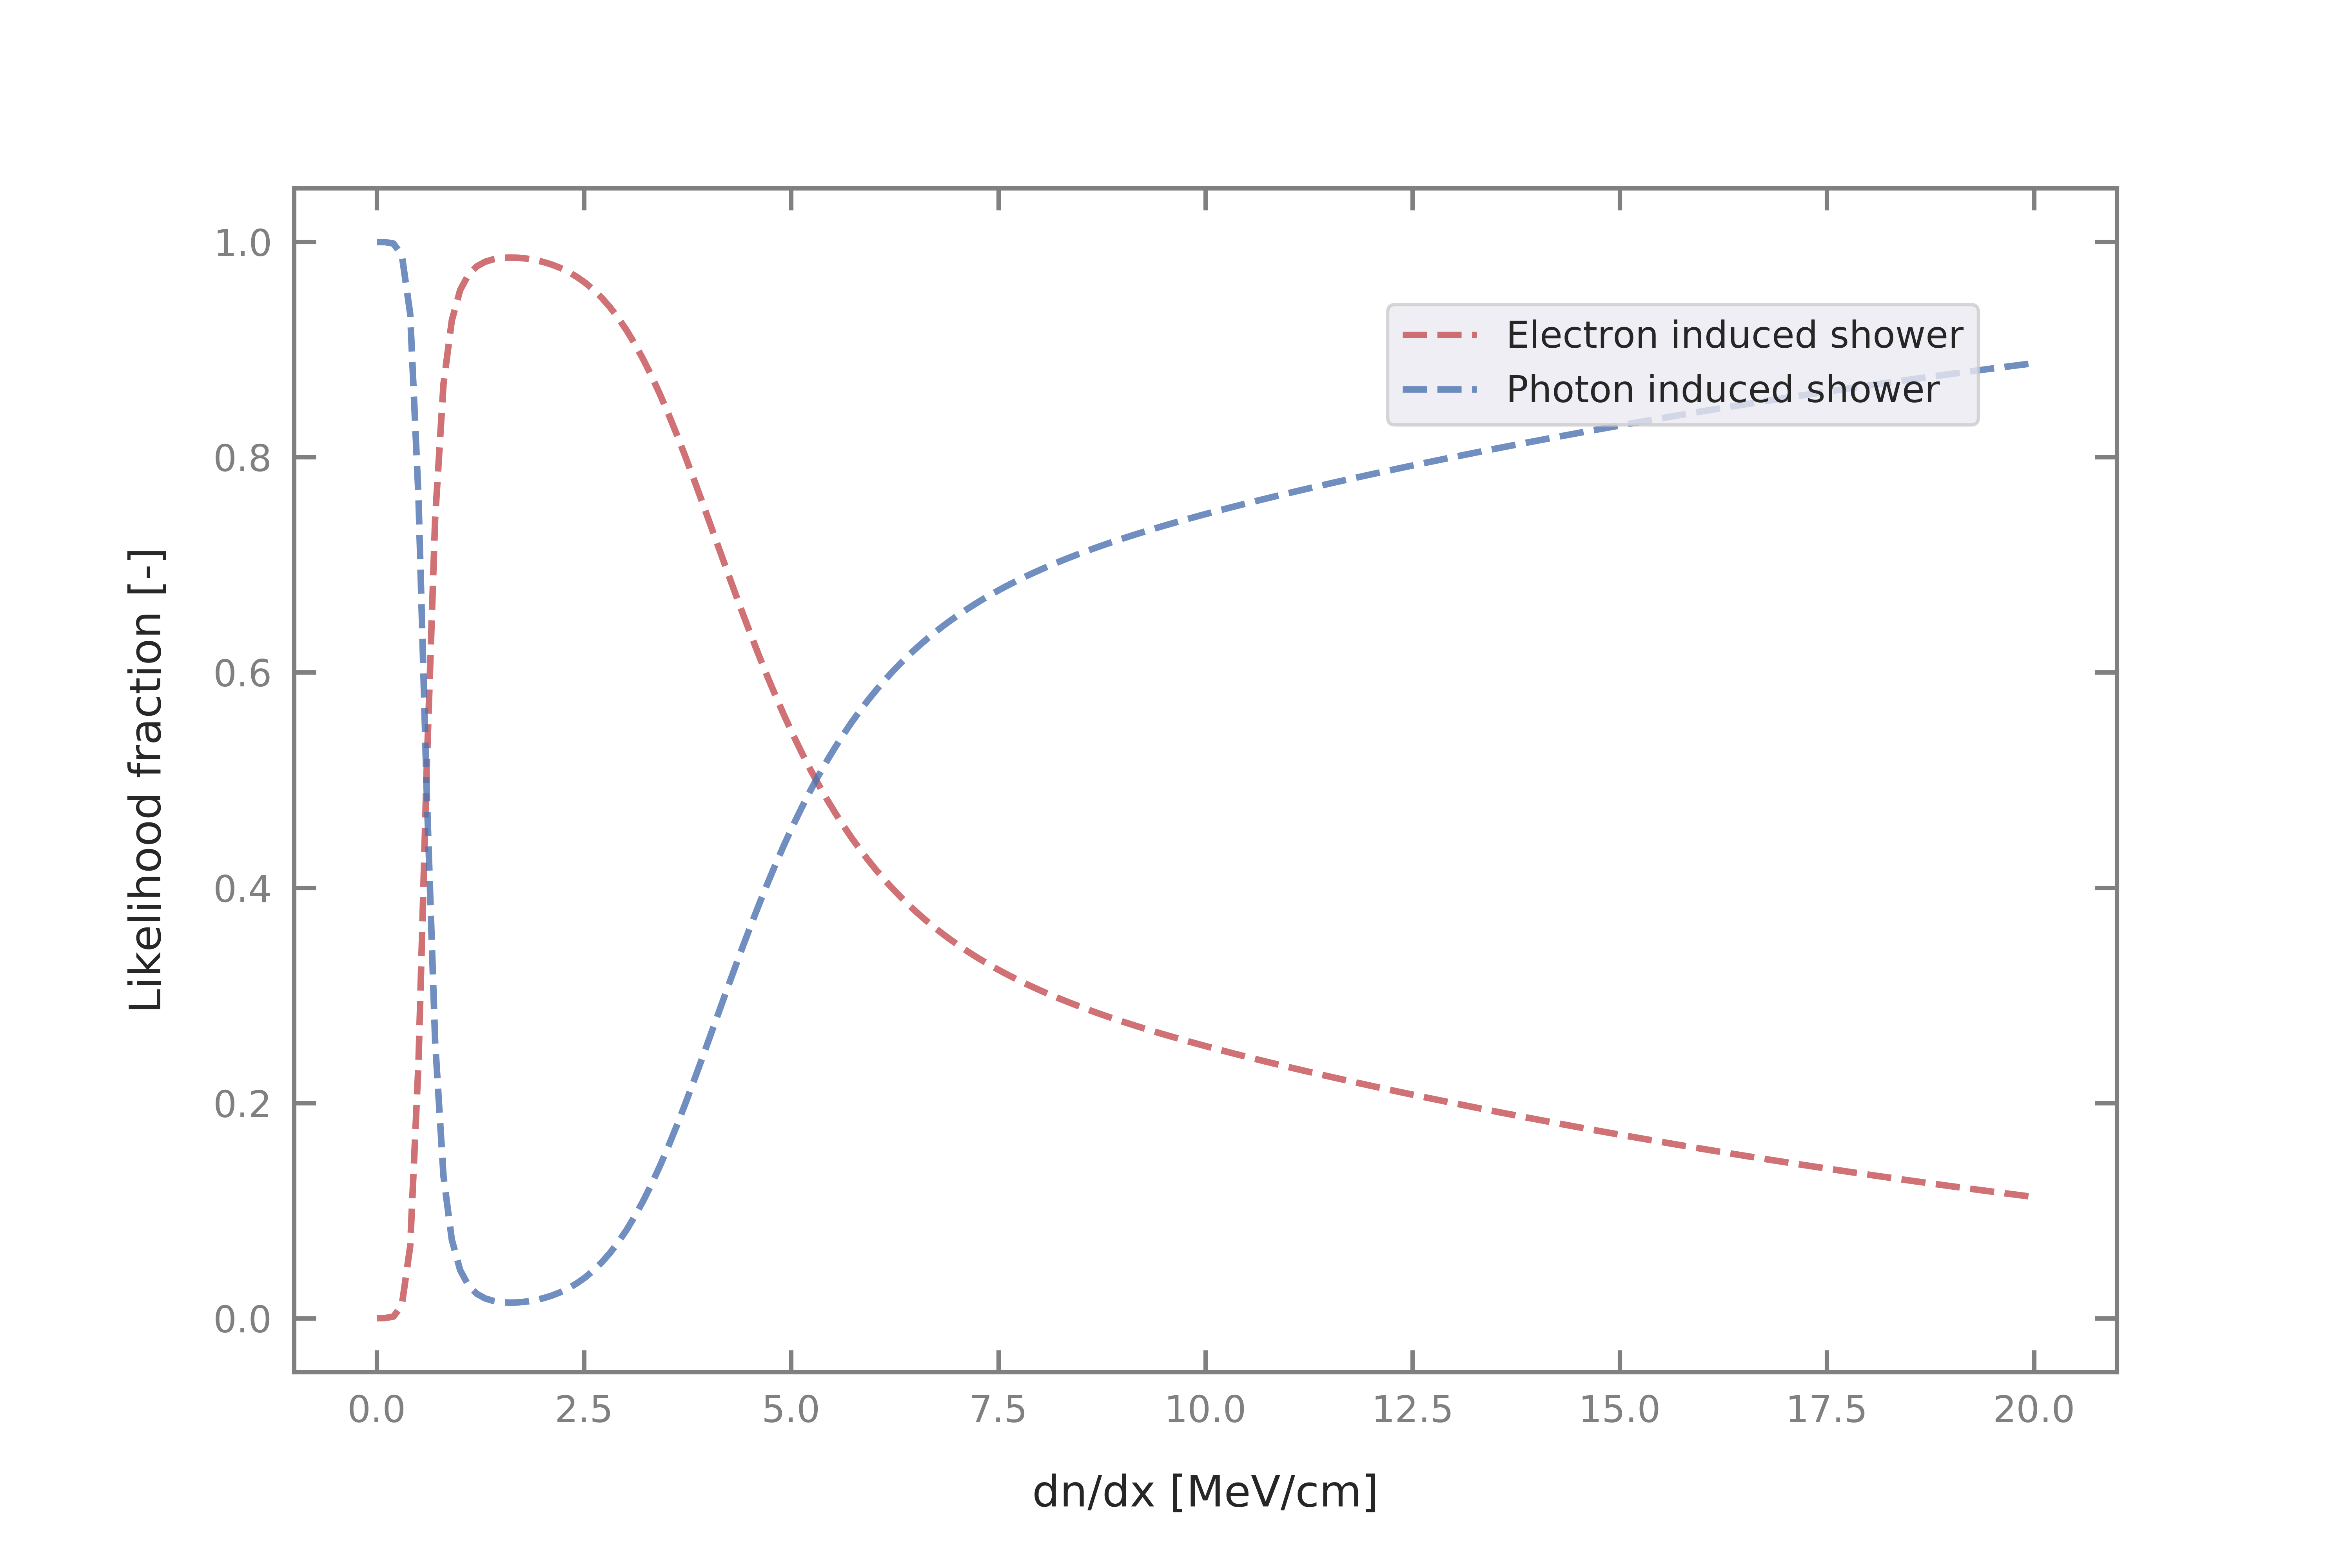 Electron induced shower
Photon induced shower
1.0
0.8
0.6
0.4
0.2
0.0
Likelihood fraction [-]
0.0 2.5 5.0 7.5 10.0 12.5 15.0 17.5 20.0
dn/dx [MeV/cm]